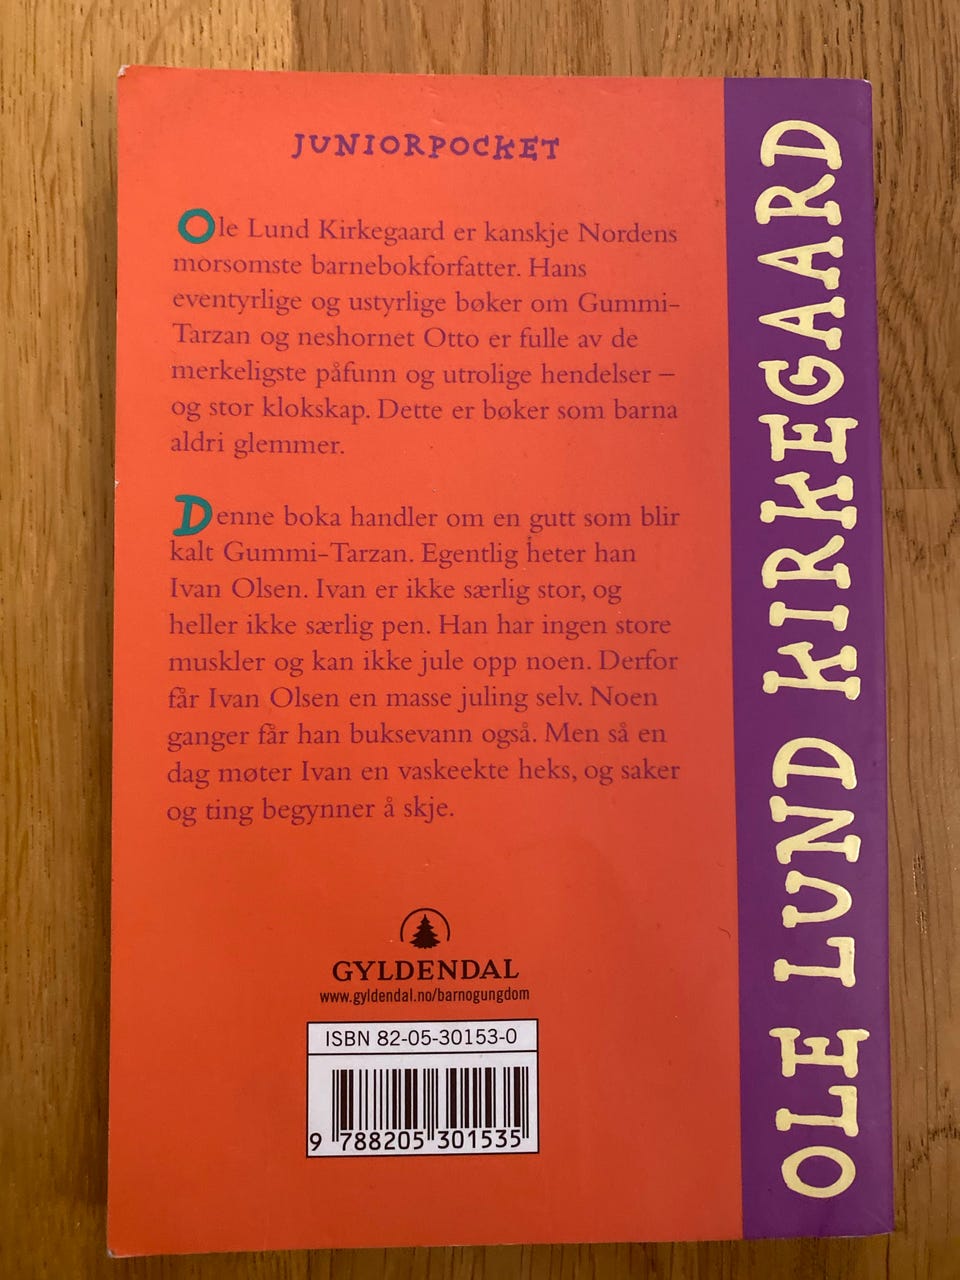 JUNIORPOCKET
Ole Lund Kirkegaard er kanskje Nordens
morsomste barnebokforfatter. Hans
eventyrlige og ustyrlige bøker om Gummi-
Tarzan og neshornet Otto er fulle av de
merkeligste påfunn og utrolige hendelser –
og stor klokskap. Dette er bøker som barna
aldri glemmer.
Denne boka handler om en gutt som blir
kalt Gummi-Tarzan. Egentlig heter han
Ivan Olsen. Ivan er ikke særlig stor, og
heller ikke særlig pen. Han har ingen store
muskler og kan ikke jule opp noen. Derfor
får Ivan Olsen en masse juling selv. Noen
ganger får han buksevann også. Men så en
dag møter Ivan en vaskeekte heks, og saker
og ting begynner å skje.
GYLDENDAL
www.gyldendal.no/barnogungdom
ISBN 82-05-30153-0
9 788205 301535
OLE LUND KIRKEGAARD